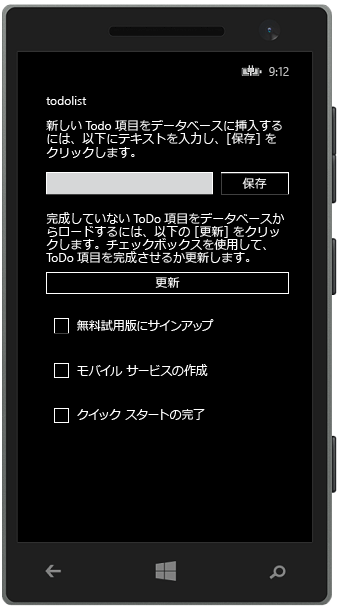 9:12
todolist
新しい Todo 項目をデータベースに挿入する
には、以下にテキストを入力し、[保存] を
クリックします。
保存
完成していない ToDo 項目をデータベースか
らロードするには、以下の [更新] をクリッ
クします。チェックボックスを使用して、
ToDo 項目を完成させるか更新します。
更新
無料試用版にサインアップ
モバイル サービスの作成
クイック スタートの完了